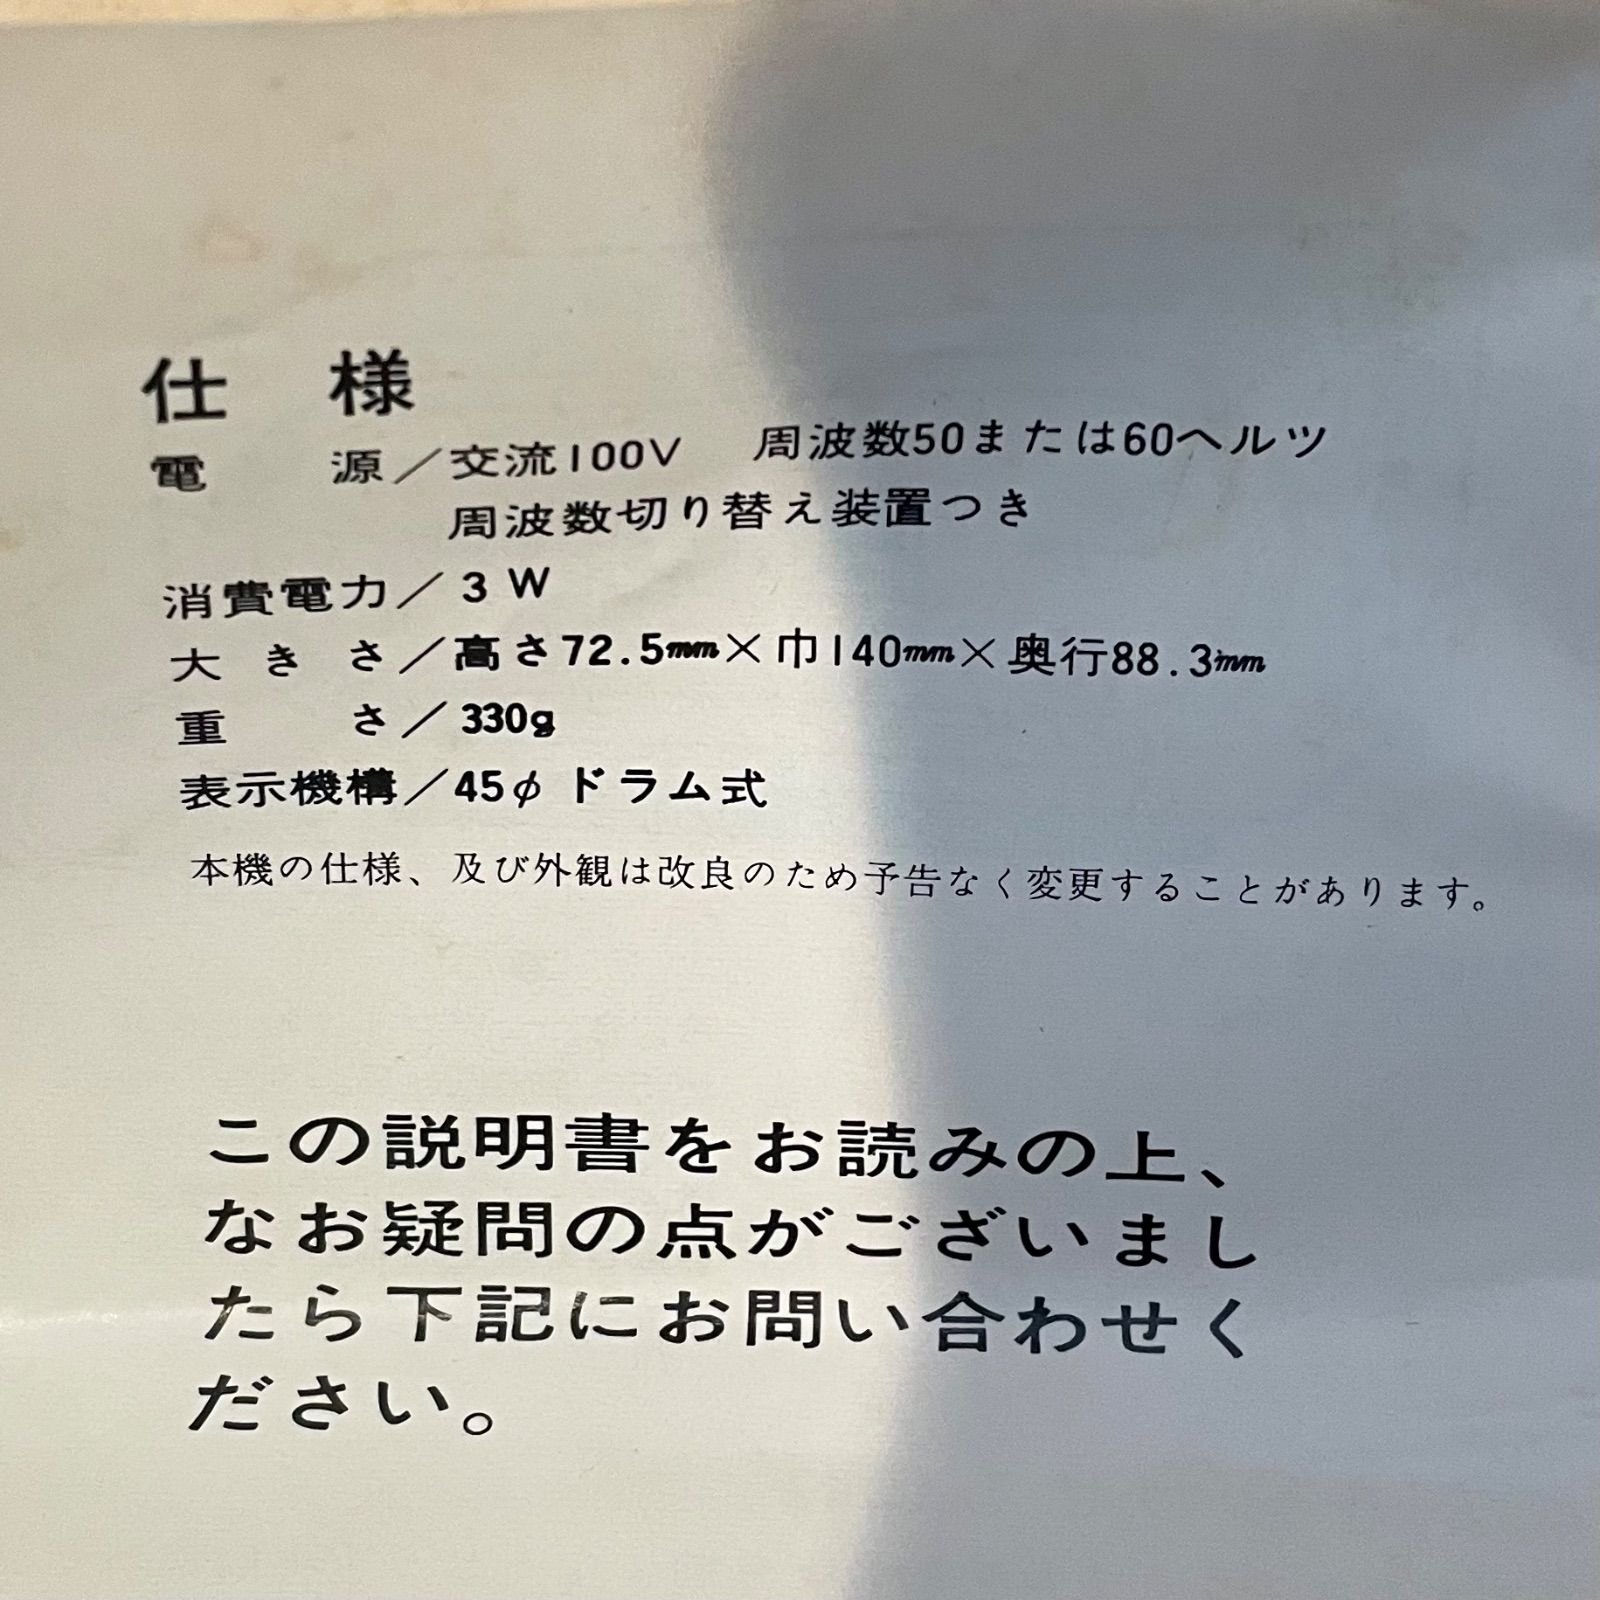 仕様
電源／交流100V 周波数50または60ヘルツ
周波数切り替え装置つき
消費電力／3W
大きさ／高さ72.5mm×巾140mm×奥行88.3mm
重さ／330g
表示機構／45φドラム式
本機の仕様、及び外観は改良のため予告なく変更することがあります。
この説明書をお読みの上、
なお疑問の点がございまし
たら下記にお問い合わせく
ださい。